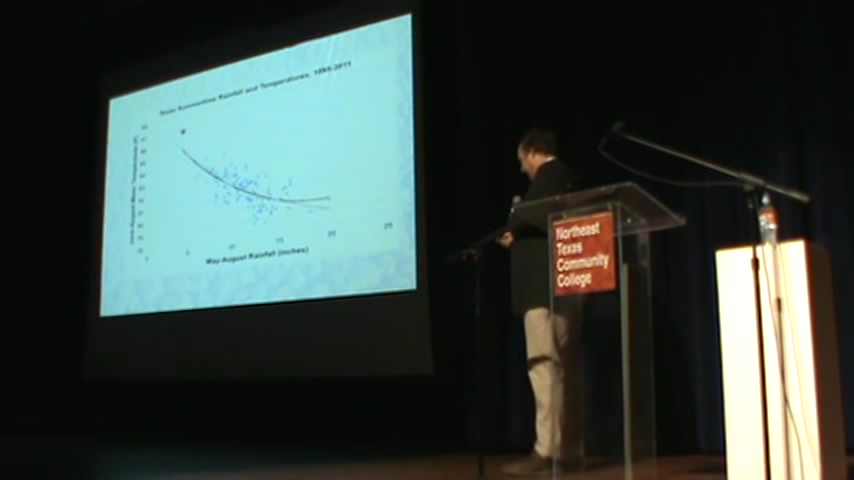 Texas Summertime Rainfall and Temperatures, 1895-2011
June-August Mean Temperature (F)
5
10
15
20
25
May-August Rainfall (inches)
Northeast
Texas
Community
College